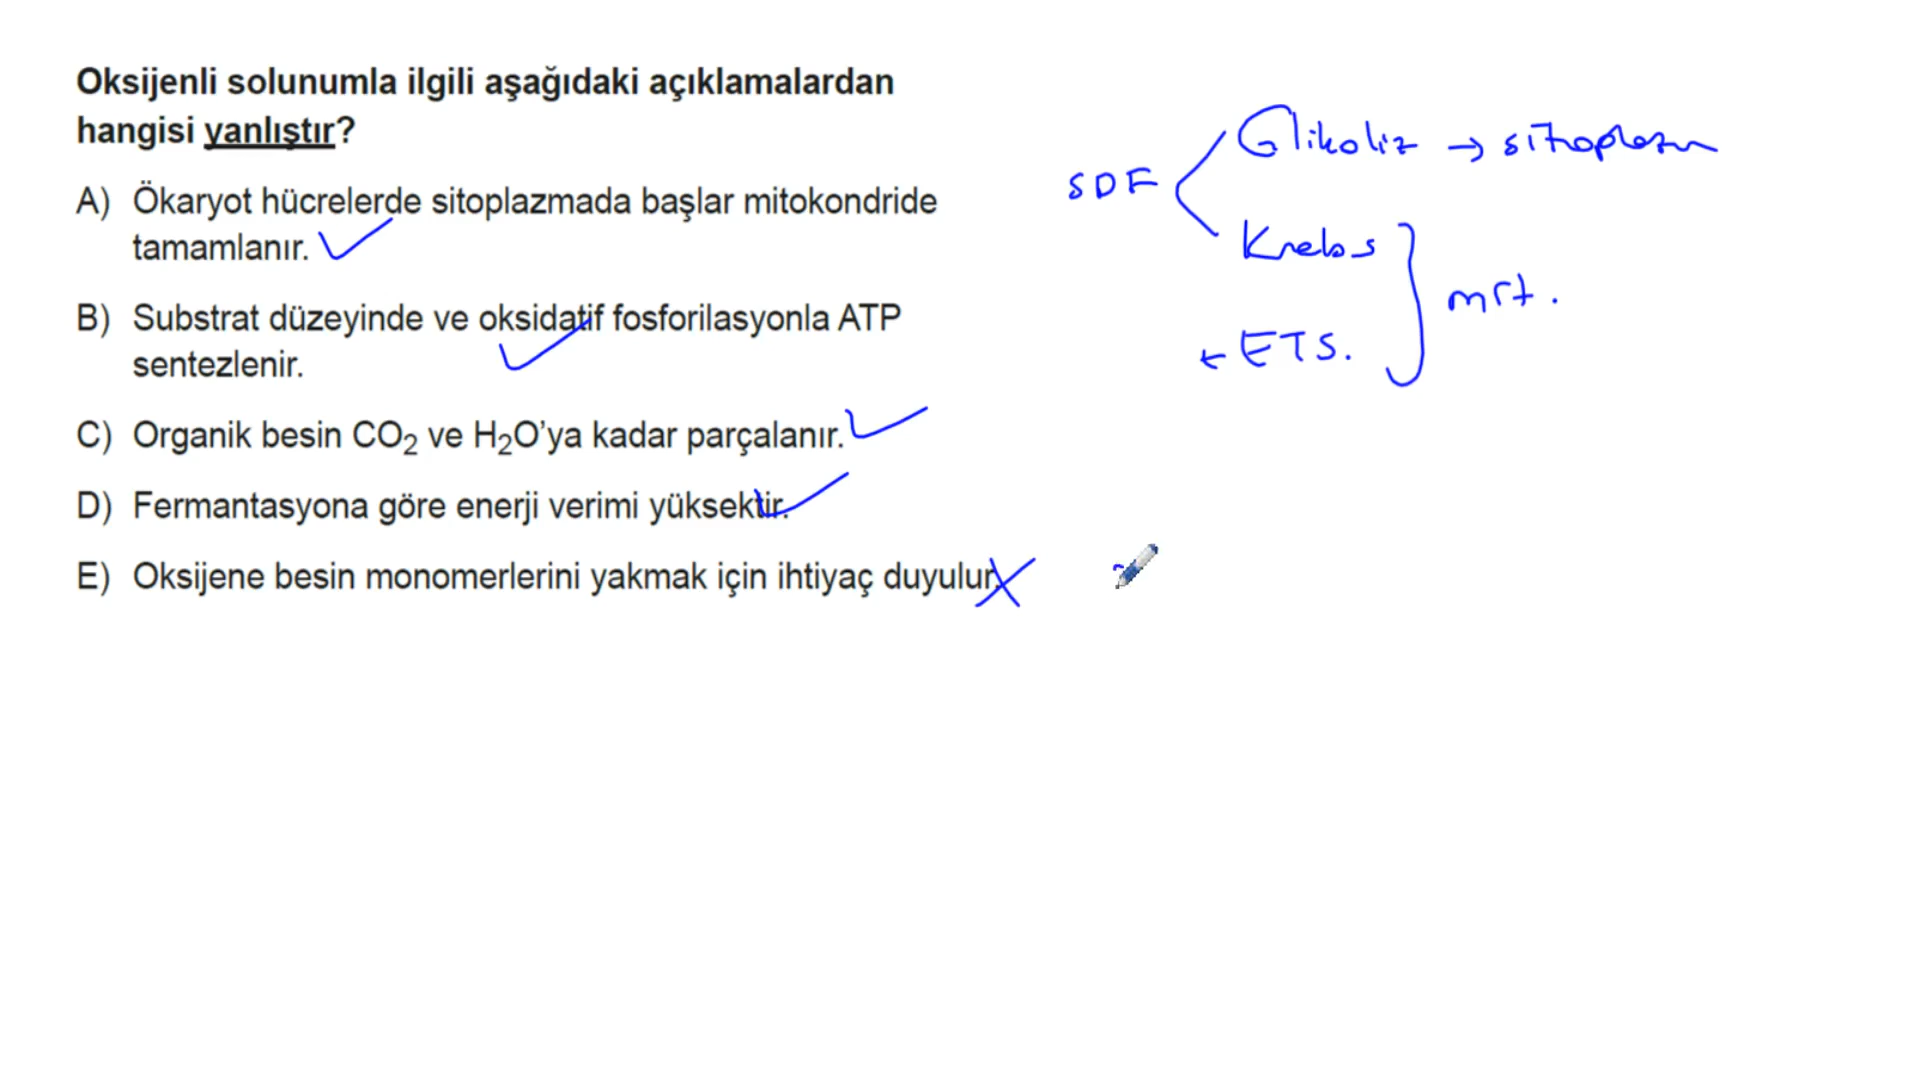 Oksijenli solunumla ilgili aşağıdaki açıklamalardan
hangisi yanlıştır?
A) Ökaryot hücrelerde sitoplazmada başlar mitokondride
tamamlanır.
B) Substrat düzeyinde ve oksidatif fosforilasyonla ATP
sentezlenir.
C) Organik besin CO₂ ve H₂O'ya kadar parçalanır.
D) Fermantasyona göre enerji verimi yüksektir.
E) Oksijene besin monomerlerini yakmak için ihtiyaç duyulur.
SDF
Glikoliz → sitoplazm
Krebs
mit.
← ETS.